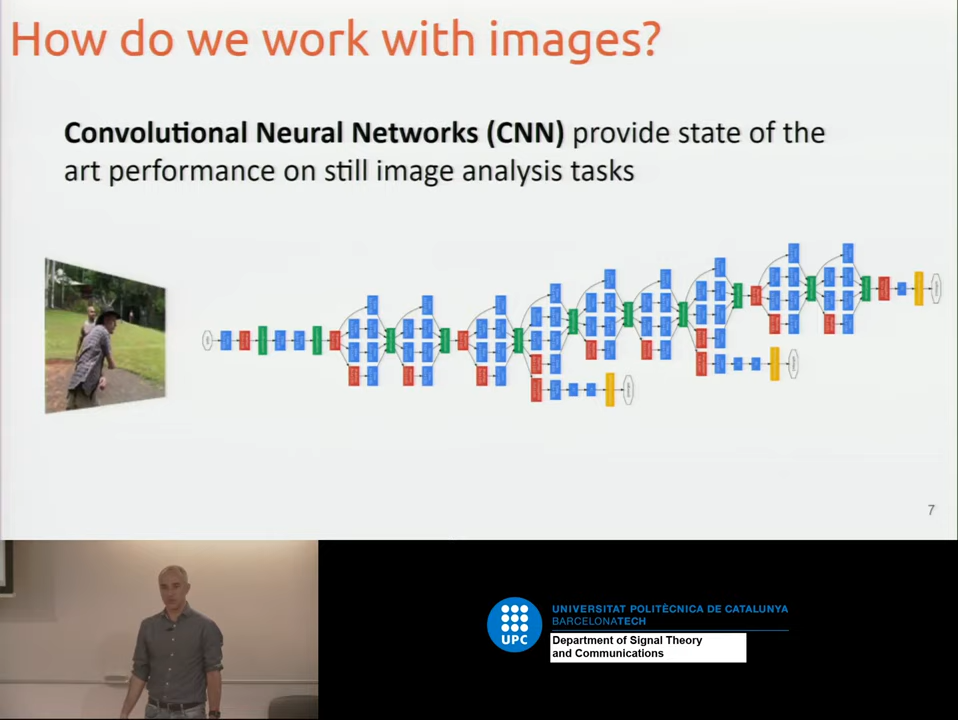 How do we work with images?
Convolutional Neural Networks (CNN) provide state of the
art performance on still image analysis tasks
7
UPC
UNIVERSITAT POLITÈCNICA DE CATALUNYA
BARCELONATECH
Department of Signal Theory
and Communications